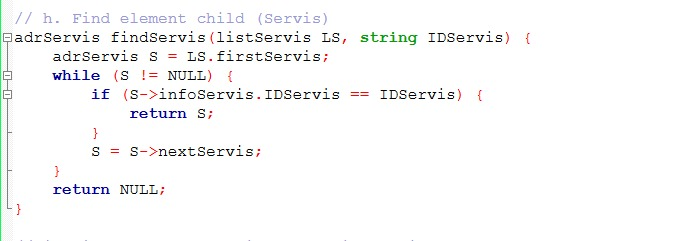 // h. Find element child (Servis)
adrServis findServis(listServis LS, string IDServis) {
adrServis S = LS.firstServis;
while (S != NULL) {
if (S->infoServis.IDServis == IDServis) {
return S;
}
S = S->nextServis;
}
return NULL;
}